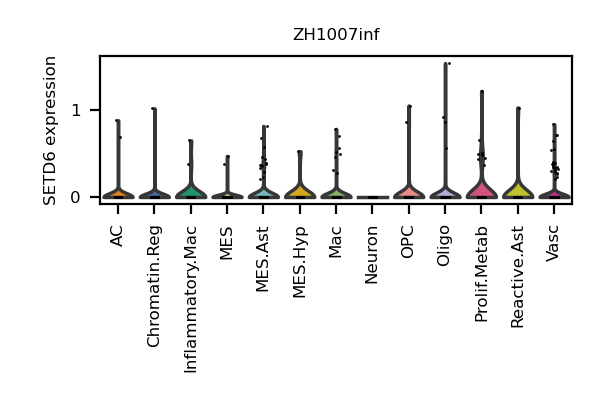 ZH1007inf
SETD6 expression
1
0
AC
Chromatin.Reg
Inflammatory.Mac
MES
MES.Ast
MES.Hyp
Mac
Neuron
OPC
Oligo
Prolif.Metab
Reactive.Ast
Vasc